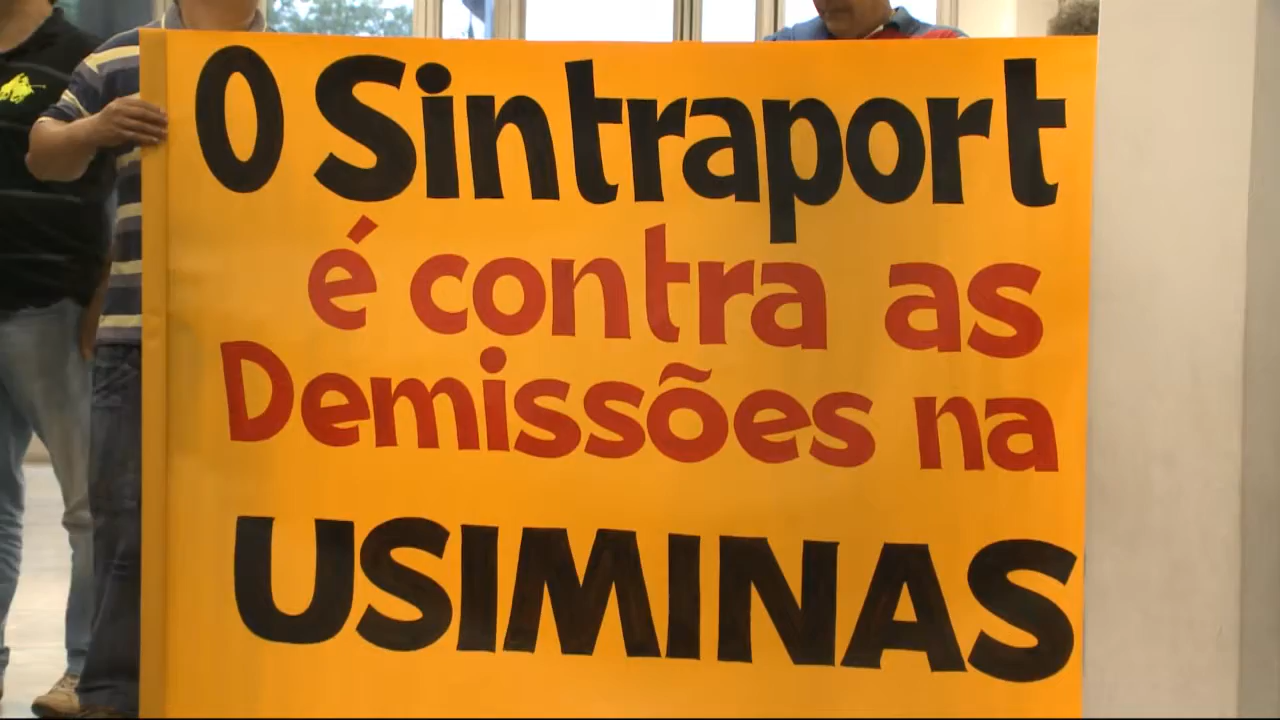 O Sintraport
é contra as
Demissões na
USIMINAS